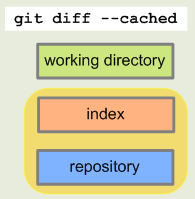 git diff --cached
working directory
index
repository